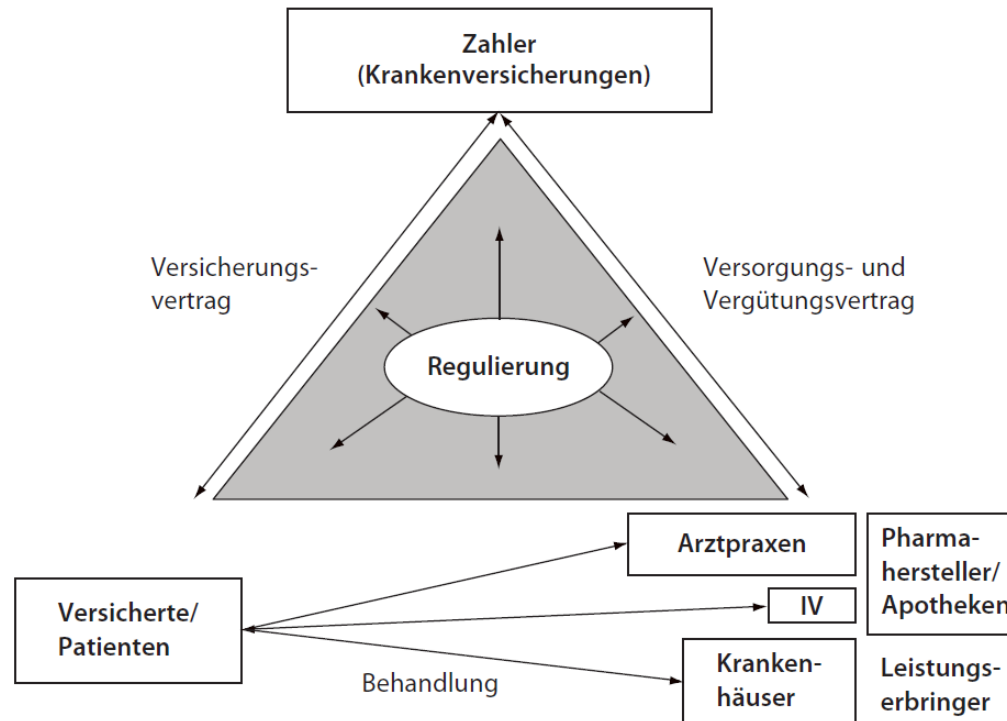 Zahler
(Krankenversicherungen)
Versicherungs-
vertrag
Versorgungs- und
Vergütungsvertrag
Regulierung
Arztpraxen
Pharma-
hersteller/
Apotheken
IV
Versicherte/
Patienten
Behandlung
Kranken-
häuser
Leistungs-
erbringer